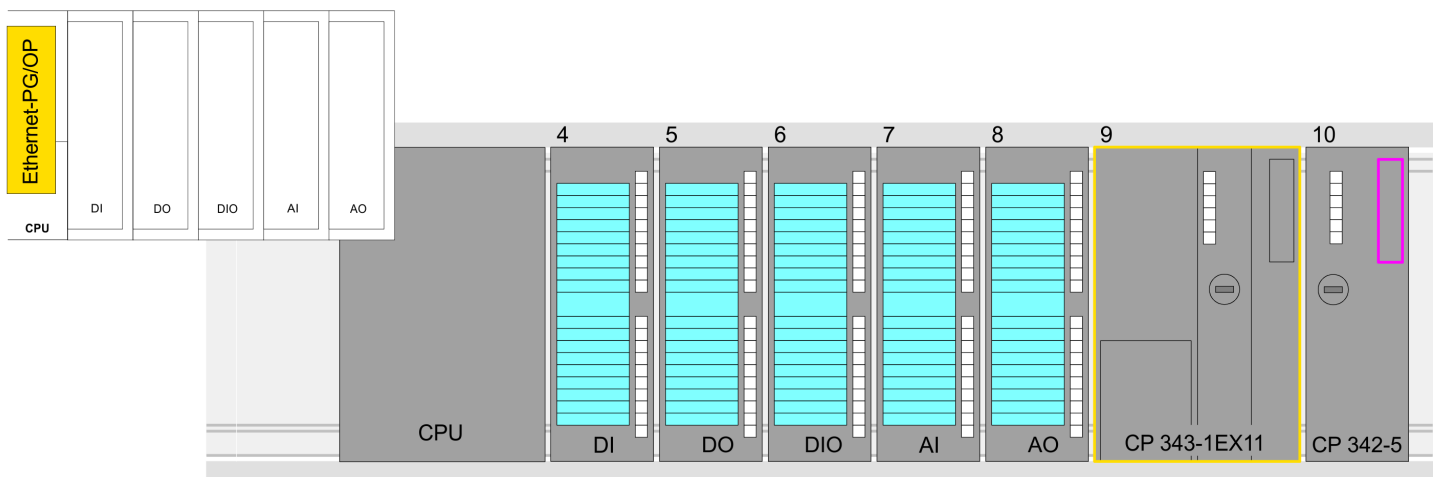 Ethernet-PG/OP
CPU
DI
DO
DIO
AI
AO
4
5
6
7
8
9
10
CPU
DI
DO
DIO
AI
AO
CP 343-1EX11
CP 342-5